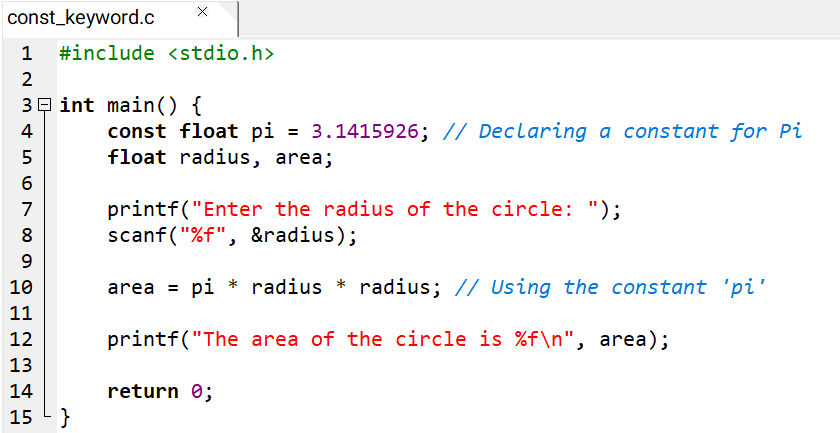 const_keyword.c ×
1 #include <stdio.h>
2
3 int main() {
4 const float pi = 3.1415926; // Declaring a constant for Pi
5 float radius, area;
6
7 printf("Enter the radius of the circle: ");
8 scanf("%f", &radius);
9
10 area = pi * radius * radius; // Using the constant 'pi'
11
12 printf("The area of the circle is %f\n", area);
13
14 return 0;
15 }